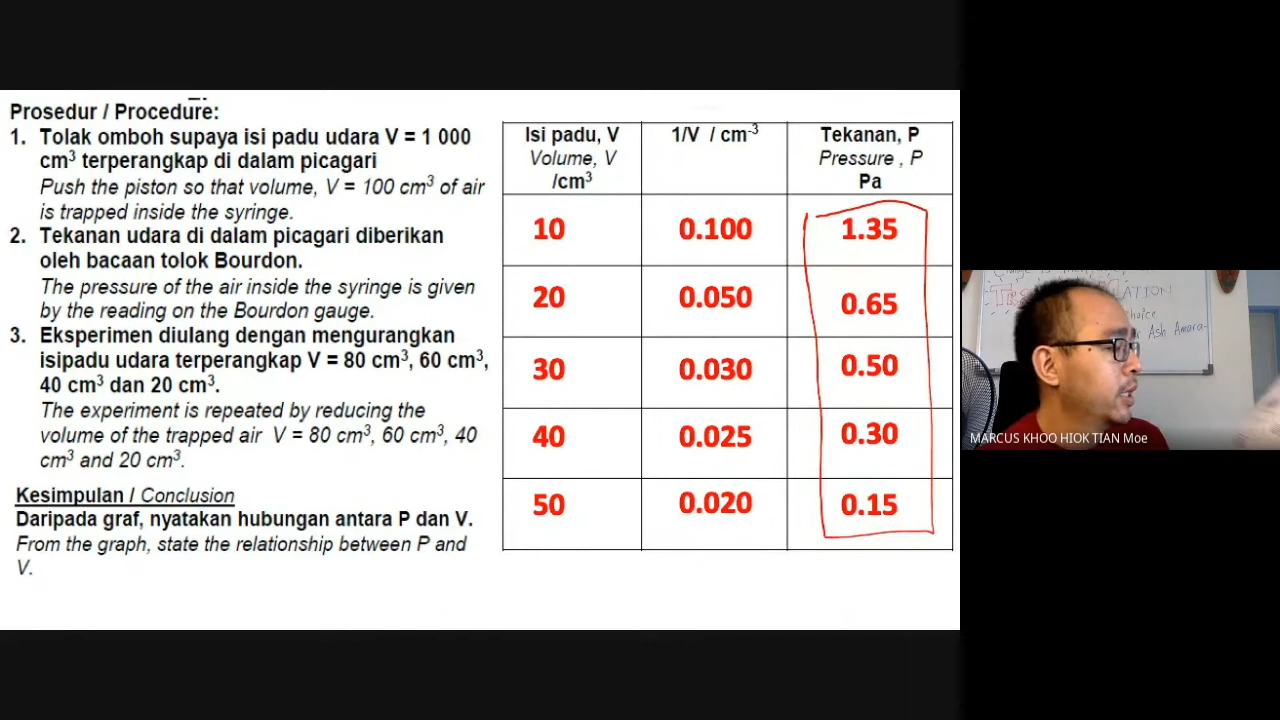 Prosedur / Procedure:
1. Tolak omboh supaya isi padu udara V = 1 000
cm³ terperangkap di dalam picagari
Push the piston so that volume, V = 100 cm³ of air
is trapped inside the syringe.
2. Tekanan udara di dalam picagari diberikan
oleh bacaan tolok Bourdon.
The pressure of the air inside the syringe is given
by the reading on the Bourdon gauge.
3. Eksperimen diulang dengan mengurangkan
isipadu udara terperangkap V = 80 cm³, 60 cm³,
40 cm³ dan 20 cm³.
The experiment is repeated by reducing the
volume of the trapped air V = 80 cm³, 60 cm³, 40
cm³ and 20 cm³.
Kesimpulan / Conclusion
Daripada graf, nyatakan hubungan antara P dan V.
From the graph, state the relationship between P and
V.
Isi padu, V 1/V / cm⁻³ Tekanan, P
Volume, V Pressure , P
/cm³ Pa
10 0.100 1.35
20 0.050 0.65
30 0.030 0.50
40 0.025 0.30
50 0.020 0.15
ATION
hoice
Ash Amara-
MARCUS KHOO HIOK TIAN Moe